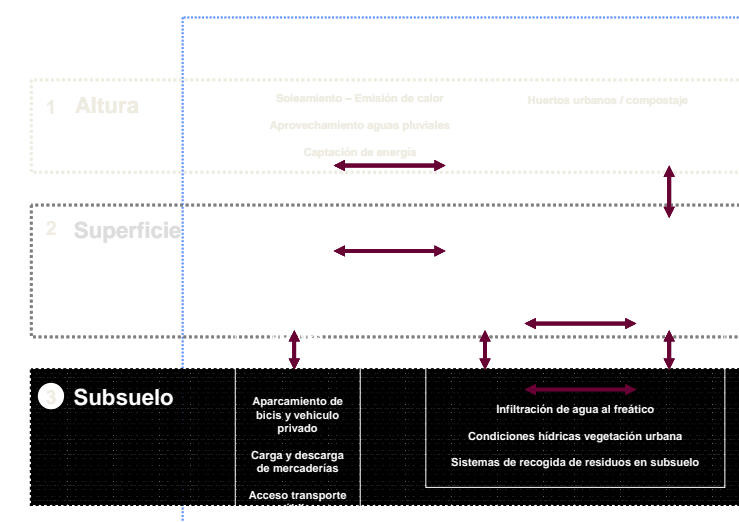 1 Altura
Soleamiento – Emisión de calor
Aprovechamiento aguas pluviales
Captación de energía
Huertos urbanos / compostaje
2 Superficie
3 Subsuelo
Aparcamiento de
bicis y vehiculo
privado
Carga y descarga
de mercaderías
Acceso transporte
Infiltración de agua al freático
Condiciones hídricas vegetación urbana
Sistemas de recogida de residuos en subsuelo